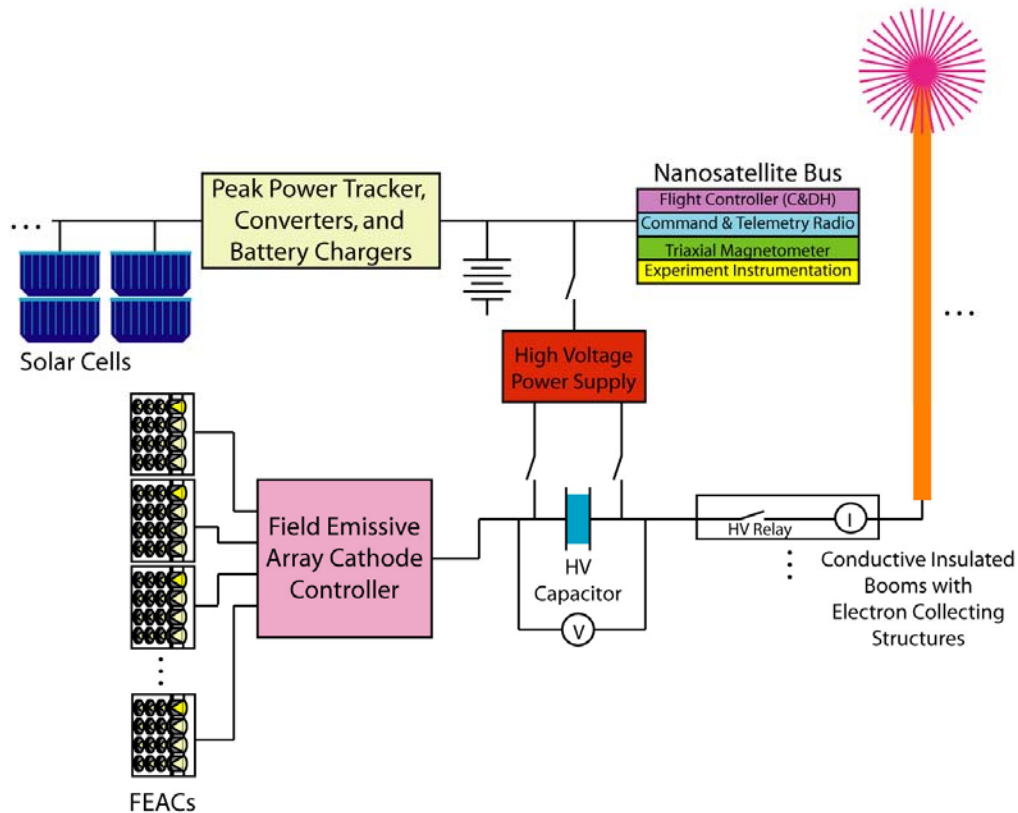 Peak Power Tracker,
Converters, and
Battery Chargers
Nanosatellite Bus
Flight Controller (C&DH)
Command & Telemetry Radio
Triaxial Magnetometer
Experiment Instrumentation
...
...
Solar Cells
High Voltage
Power Supply
Field Emissive
Array Cathode
Controller
HV
Capacitor
V
HV Relay
I
Conductive Insulated
Booms with
Electron Collecting
Structures
FEACs